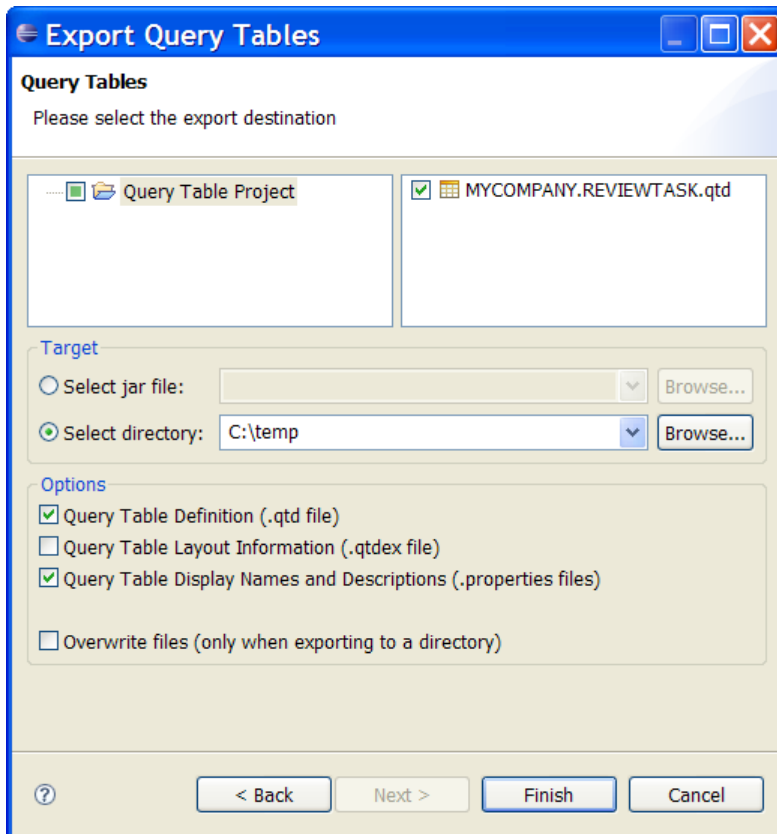 Export Query Tables
Query Tables
Please select the export destination
Query Table Project
MYCOMPANY.REVIEWTASK.qtd
Target
Select jar file:
Browse...
Select directory:
C:\temp
Browse...
Options
Query Table Definition (.qtd file)
Query Table Layout Information (.qtdex file)
Query Table Display Names and Descriptions (.properties files)
Overwrite files (only when exporting to a directory)
?
< Back
Next >
Finish
Cancel